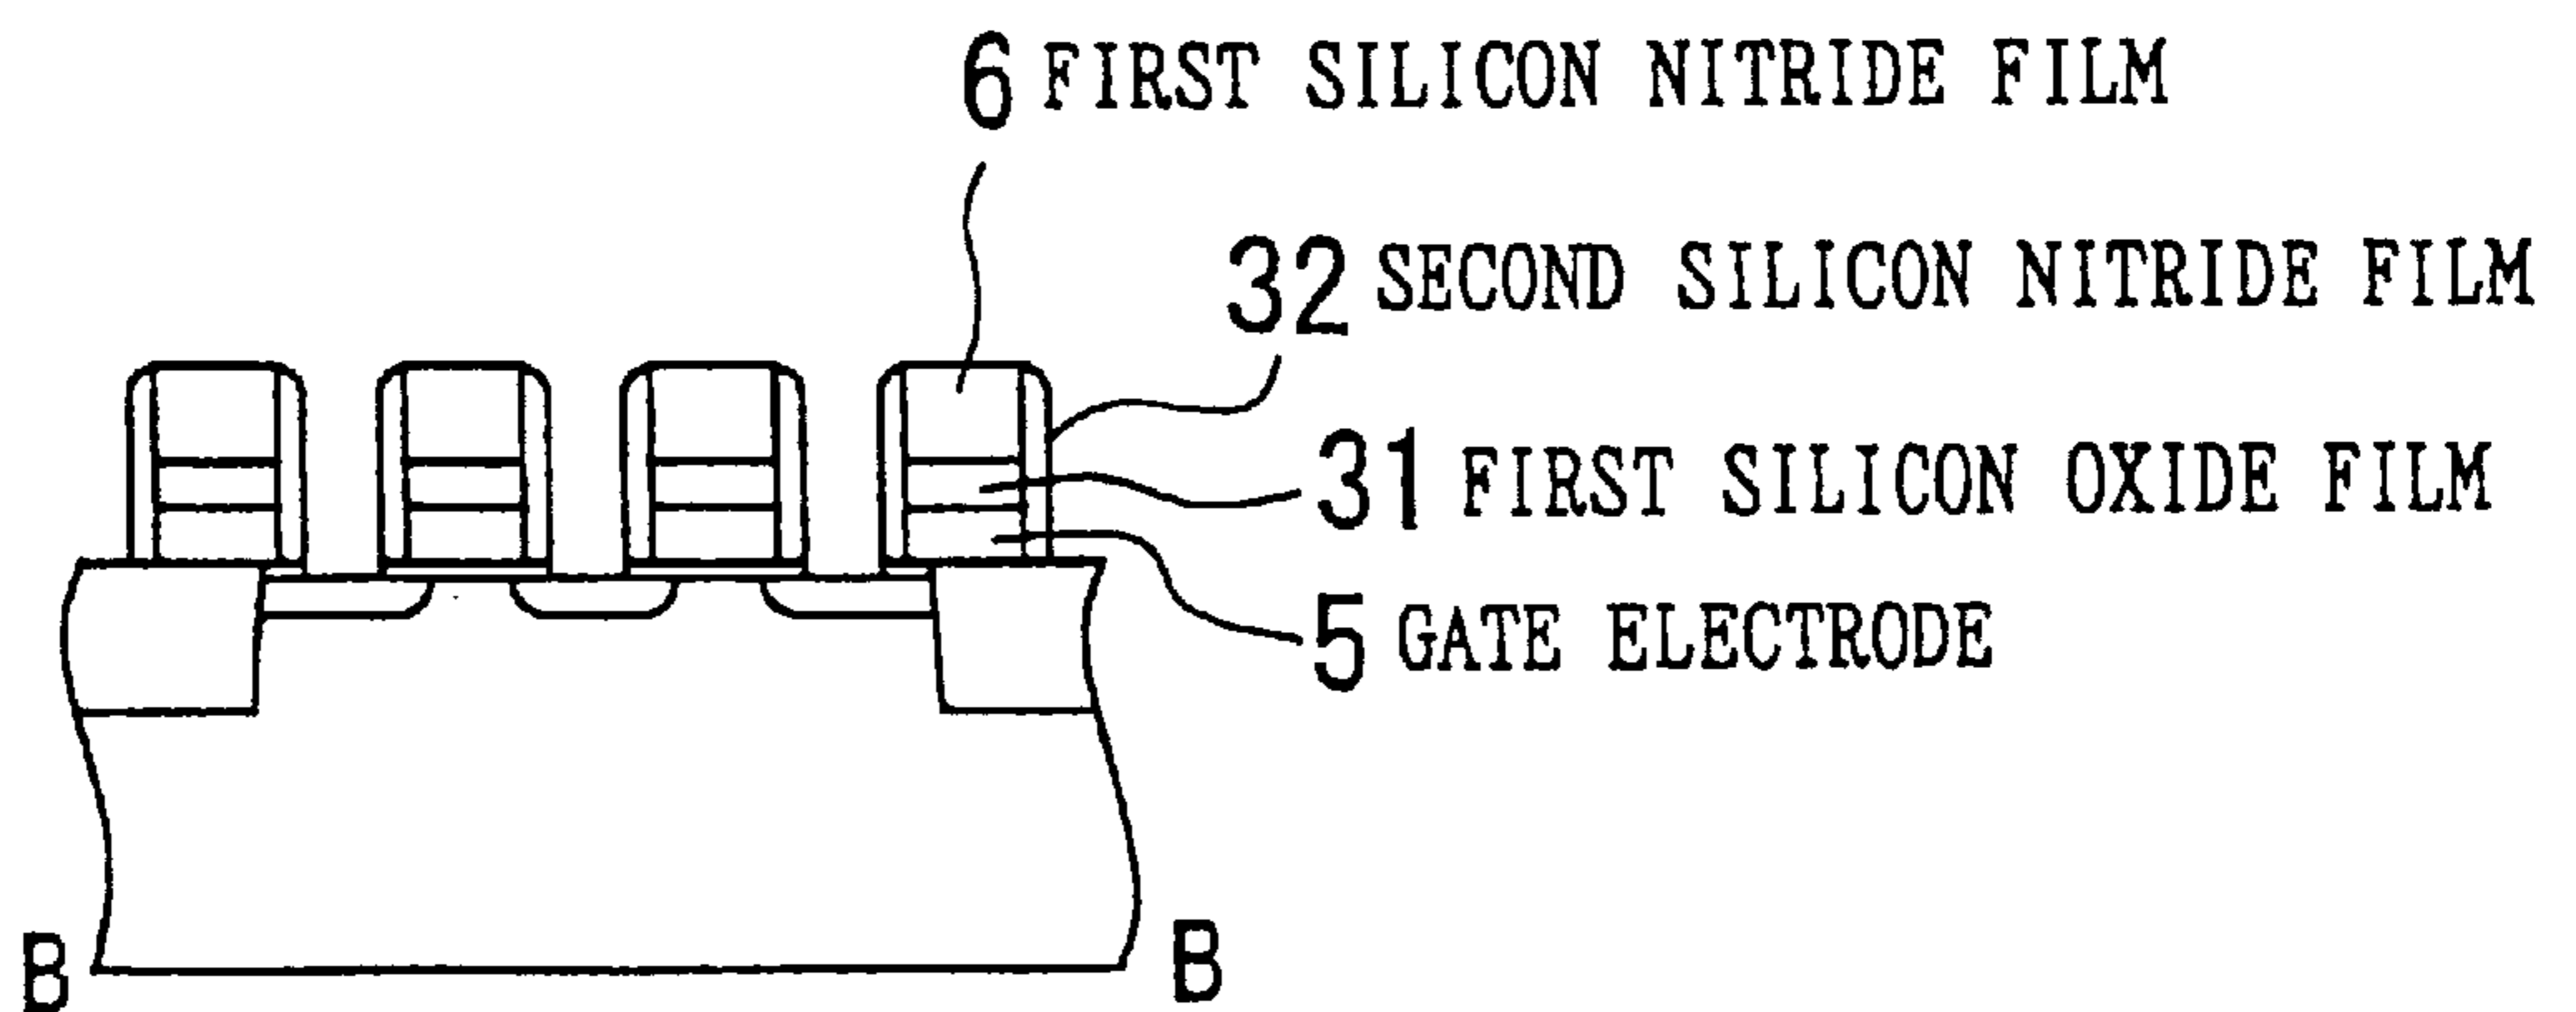 6 FIRST SILICON NITRIDE FILM
32 SECOND SILICON NITRIDE FILM
31 FIRST SILICON OXIDE FILM
5 GATE ELECTRODE
B B